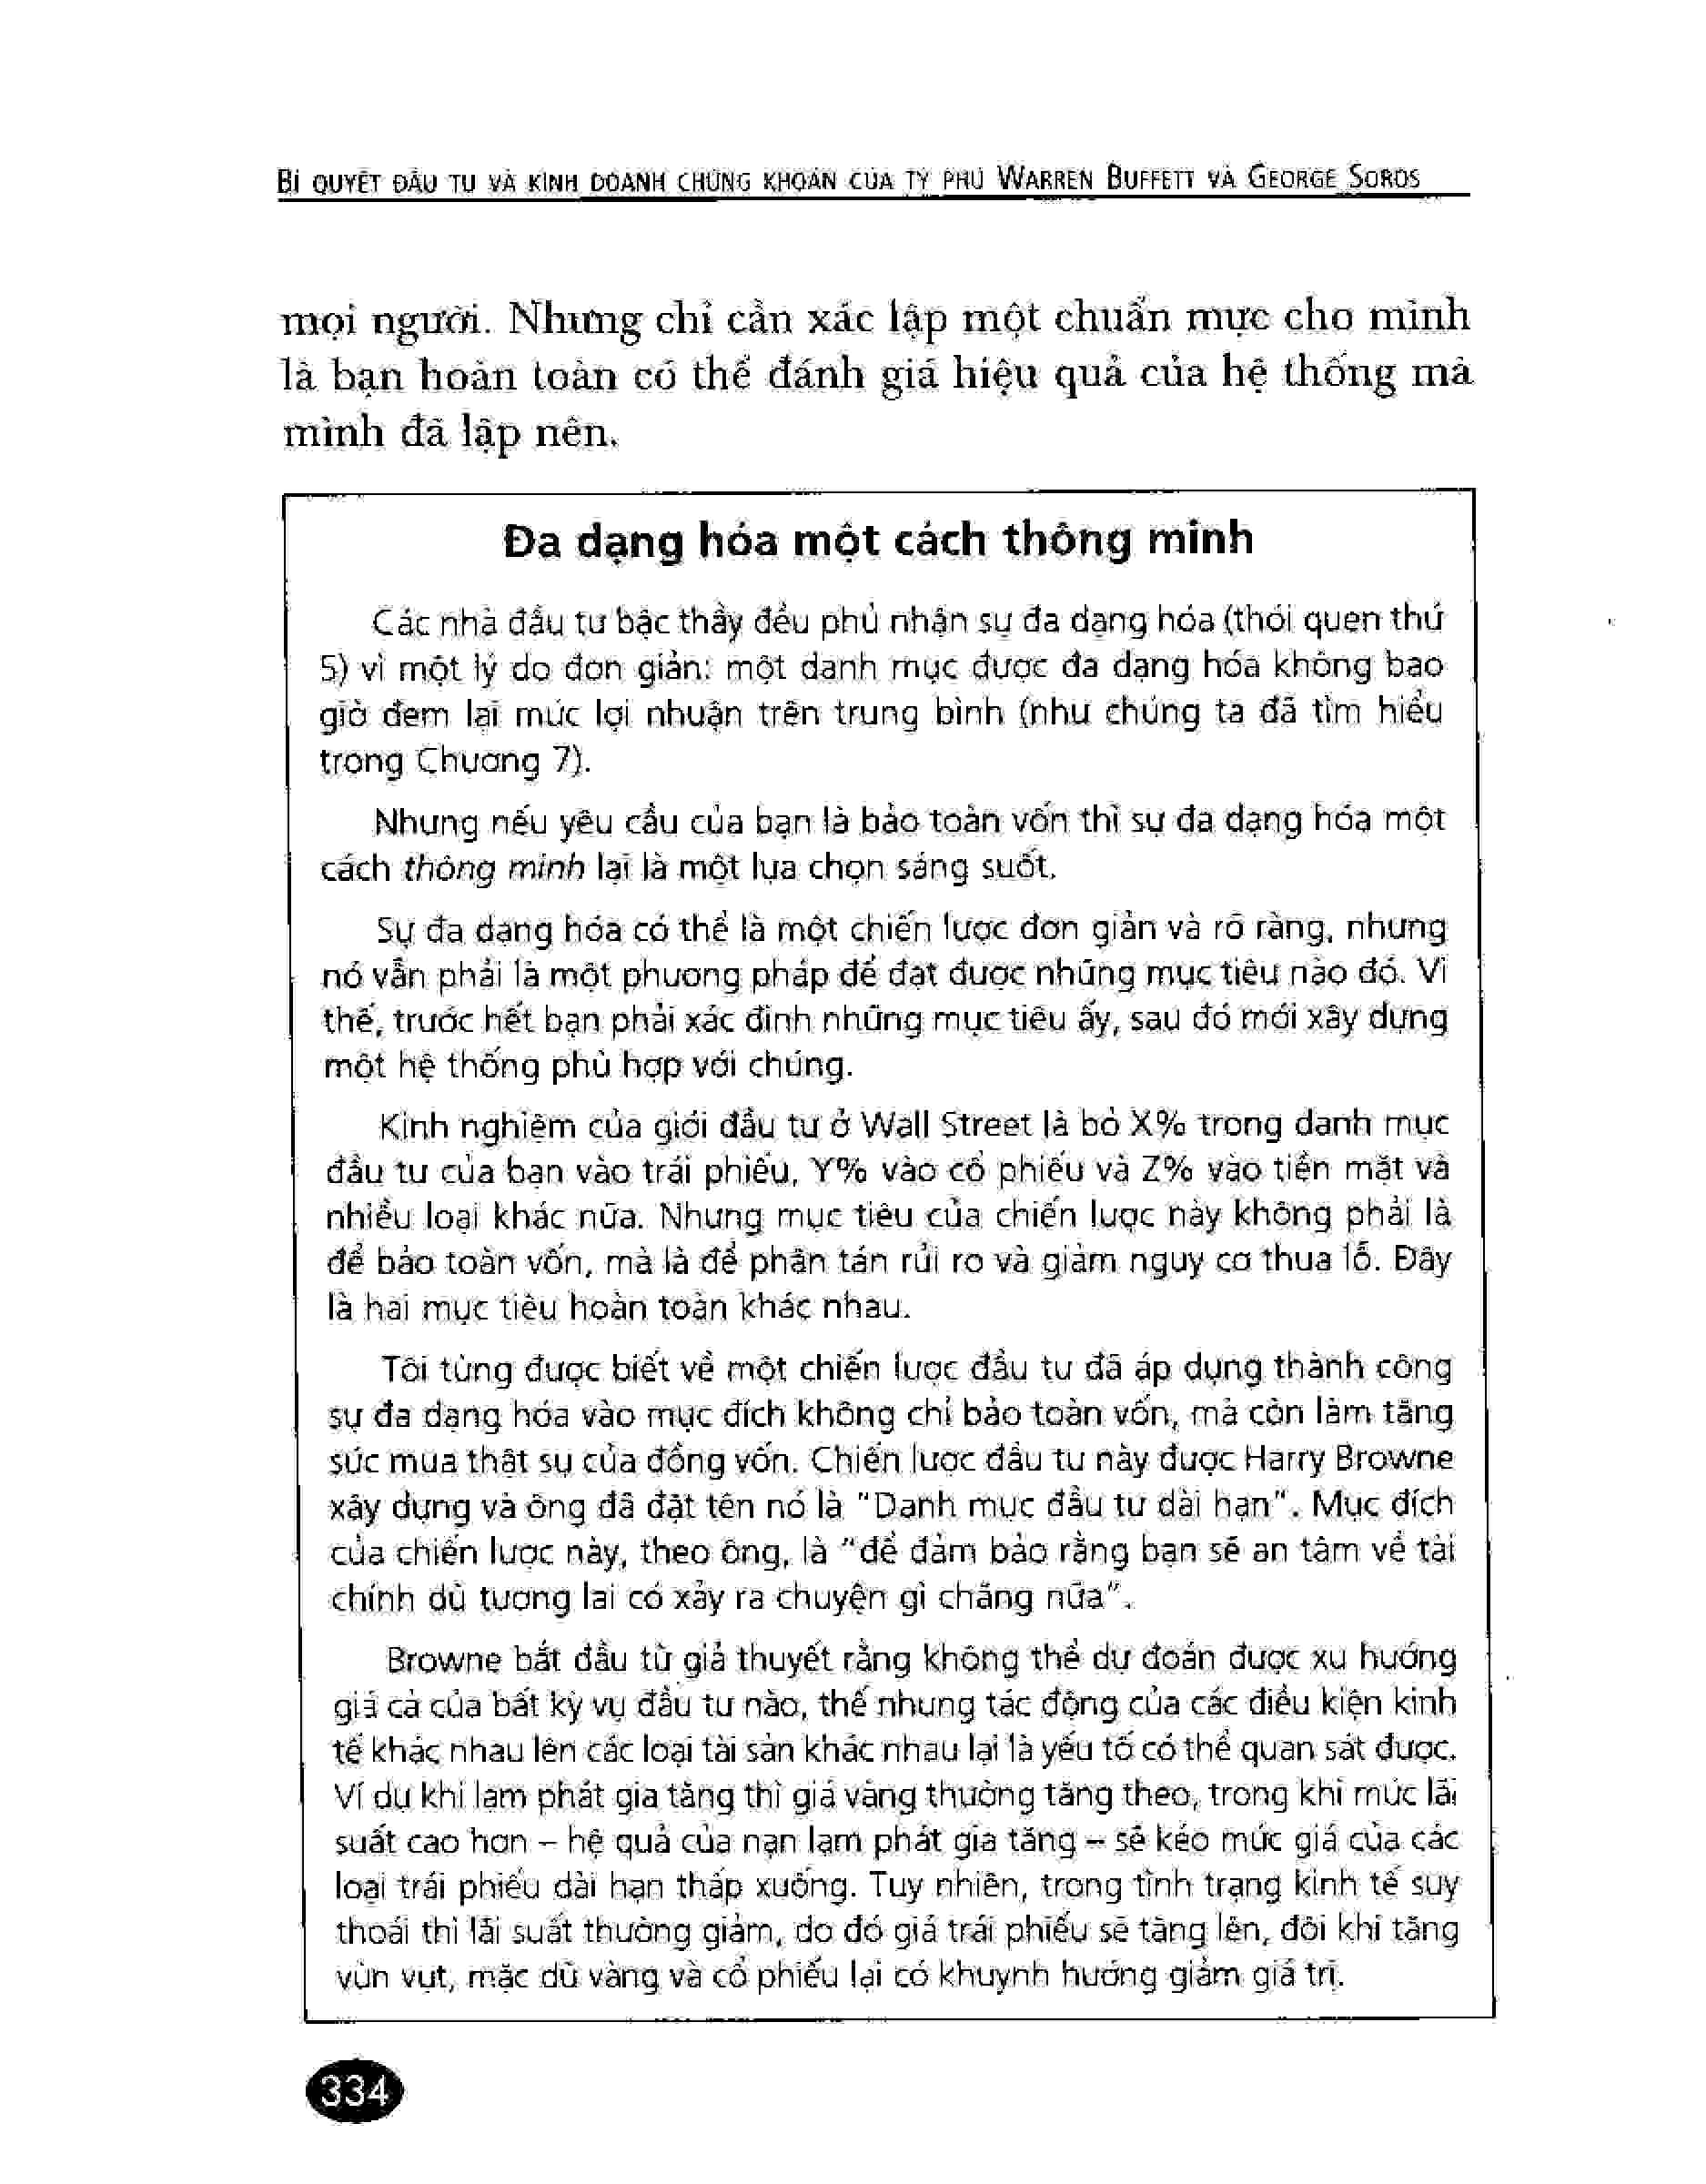 BÍ QUYẾT ĐẦU TƯ VÀ KINH DOANH CHỨNG KHOÁN CỦA TỶ PHÚ WARREN BUFFETT VÀ GEORGE SOROS
mọi người. Nhưng chỉ cần xác lập một chuẩn mực cho mình
là bạn hoàn toàn có thể đánh giá hiệu quả của hệ thống mà
mình đã lập nên.
Đa dạng hóa một cách thông minh
Các nhà đầu tư bậc thầy đều phủ nhận sự đa dạng hóa (thói quen thứ
5) vì một lý do đơn giản: một danh mục được đa dạng hóa không bao
giờ đem lại mức lợi nhuận trên trung bình (như chúng ta đã tìm hiểu
trong Chương 7).
Nhưng nếu yêu cầu của bạn là bảo toàn vốn thì sự đa dạng hóa một
cách thông minh lại là một lựa chọn sáng suốt.
Sự đa dạng hóa có thể là một chiến lược đơn giản và rõ ràng, nhưng
nó vẫn phải là một phương pháp để đạt được những mục tiêu nào đó. Vì
thế, trước hết bạn phải xác định những mục tiêu ấy, sau đó mới xây dựng
một hệ thống phù hợp với chúng.
Kinh nghiệm của giới đầu tư ở Wall Street là bỏ X% trong danh mục
đầu tư của bạn vào trái phiếu, Y% vào cổ phiếu và Z% vào tiền mặt và
nhiều loại khác nữa. Nhưng mục tiêu của chiến lược này không phải là
để bảo toàn vốn, mà là để phân tán rủi ro và giảm nguy cơ thua lỗ. Đây
là hai mục tiêu hoàn toàn khác nhau.
Tôi từng được biết về một chiến lược đầu tư đã áp dụng thành công
sự đa dạng hóa vào mục đích không chỉ bảo toàn vốn, mà còn làm tăng
sức mua thật sự của đồng vốn. Chiến lược đầu tư này được Harry Browne
xây dựng và ông đã đặt tên nó là "Danh mục đầu tư dài hạn". Mục đích
của chiến lược này, theo ông, là "để đảm bảo rằng bạn sẽ an tâm về tài
chính dù tương lai có xảy ra chuyện gì chăng nữa".
Browne bắt đầu từ giả thuyết rằng không thể dự đoán được xu hướng
giá cả của bất kỳ vụ đầu tư nào, thế nhưng tác động của các điều kiện kinh
tế khác nhau lên các loại tài sản khác nhau lại là yếu tố có thể quan sát được.
Ví dụ khi lạm phát gia tăng thì giá vàng thường tăng theo, trong khi mức lãi
suất cao hơn – hệ quả của nạn lạm phát gia tăng – sẽ kéo mức giá của các
loại trái phiếu dài hạn thấp xuống. Tuy nhiên, trong tình trạng kinh tế suy
thoái thì lãi suất thường giảm, do đó giá trái phiếu sẽ tăng lên, đôi khi tăng
vùn vụt, mặc dù vàng và cổ phiếu lại có khuynh hướng giảm giá trị.
334